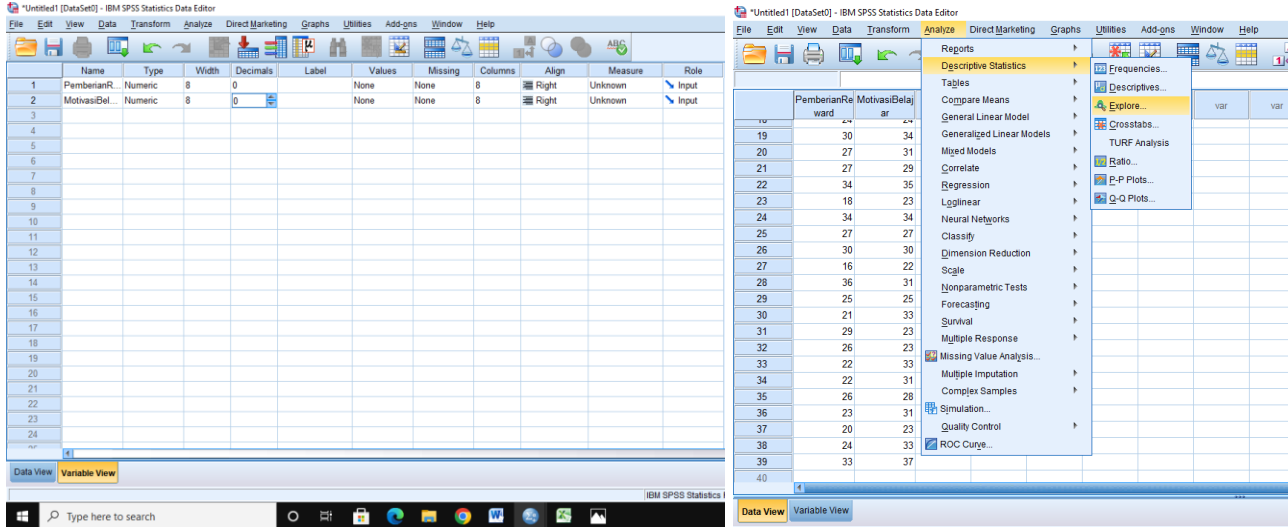 *Untitled1 [DataSet0] - IBM SPSS Statistics Data Editor
File Edit View Data Transform Analyze Direct Marketing Graphs Utilities Add-ons Window Help
Name Type Width Decimals Label Values Missing Columns Align Measure Role
1 PemberianR... Numeric 8 0 None None 8 Right Unknown Input
2 MotivasiBel... Numeric 8 0 None None 8 Right Unknown Input
3
4
5
6
7
8
9
10
11
12
13
14
15
16
17
18
19
20
21
22
23
24
Data View Variable View
IBM SPSS Statistics
Type here to search
*Untitled1 [DataSet0] - IBM SPSS Statistics Data Editor
File Edit View Data Transform Analyze Direct Marketing Graphs Utilities Add-ons Window Help
PemberianRe MotivasiBelaj var var
ward ar
19 30 34
20 27 31
21 27 29
22 34 35
23 18 23
24 34 34
25 27 27
26 30 30
27 16 22
28 36 31
29 25 25
30 21 33
31 29 23
32 26 23
33 22 33
34 22 31
35 26 28
36 23 31
37 20 23
38 24 33
39 33 37
40
Reports
Descriptive Statistics
Tables
Compare Means
General Linear Model
Generalized Linear Models
Mixed Models
Correlate
Regression
Loglinear
Neural Networks
Classify
Dimension Reduction
Scale
Nonparametric Tests
Forecasting
Survival
Multiple Response
Missing Value Analysis...
Multiple Imputation
Complex Samples
Simulation...
Quality Control
ROC Curve...
Frequencies...
Descriptives...
Explore...
Crosstabs...
TURF Analysis
Ratio...
P-P Plots...
Q-Q Plots...
Data View Variable View